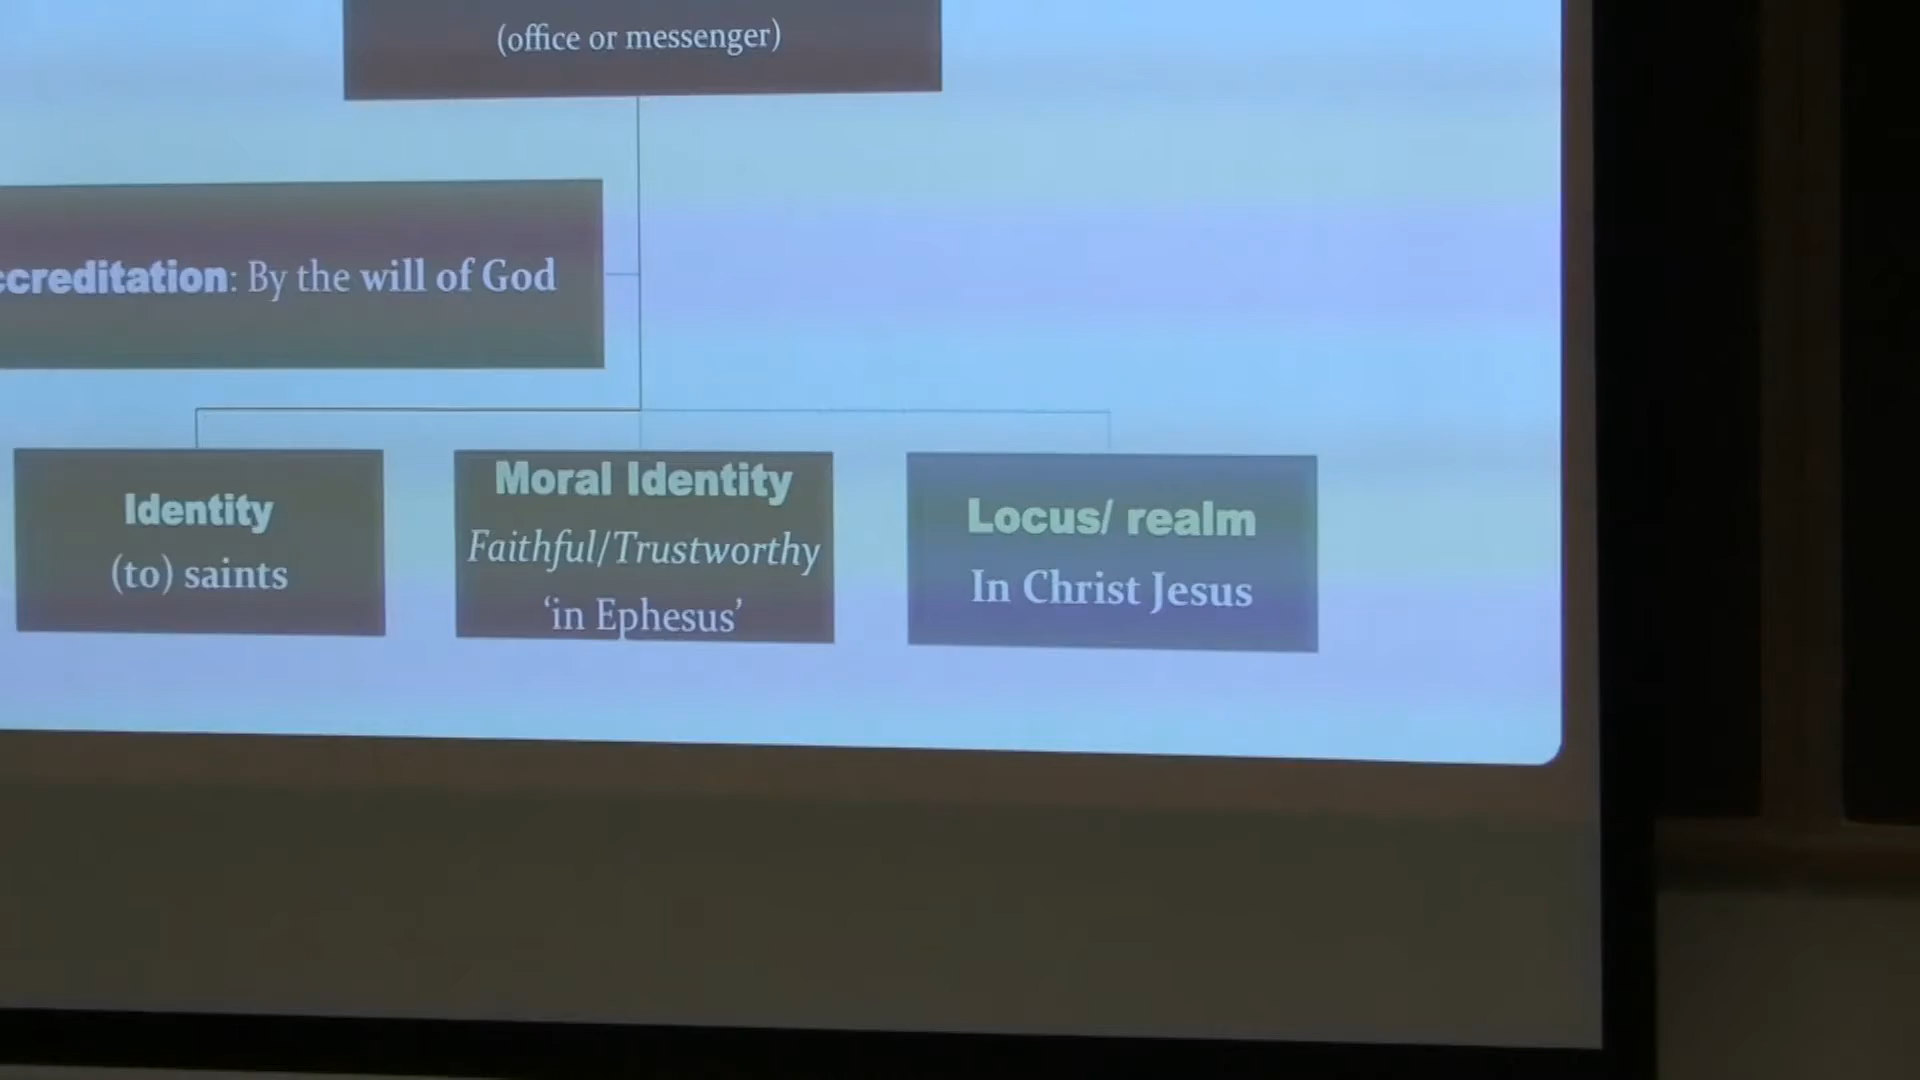 (office or messenger)
ccreditation: By the will of God
Identity
(to) saints
Moral Identity
Faithful/Trustworthy
‘in Ephesus’
Locus/ realm
In Christ Jesus